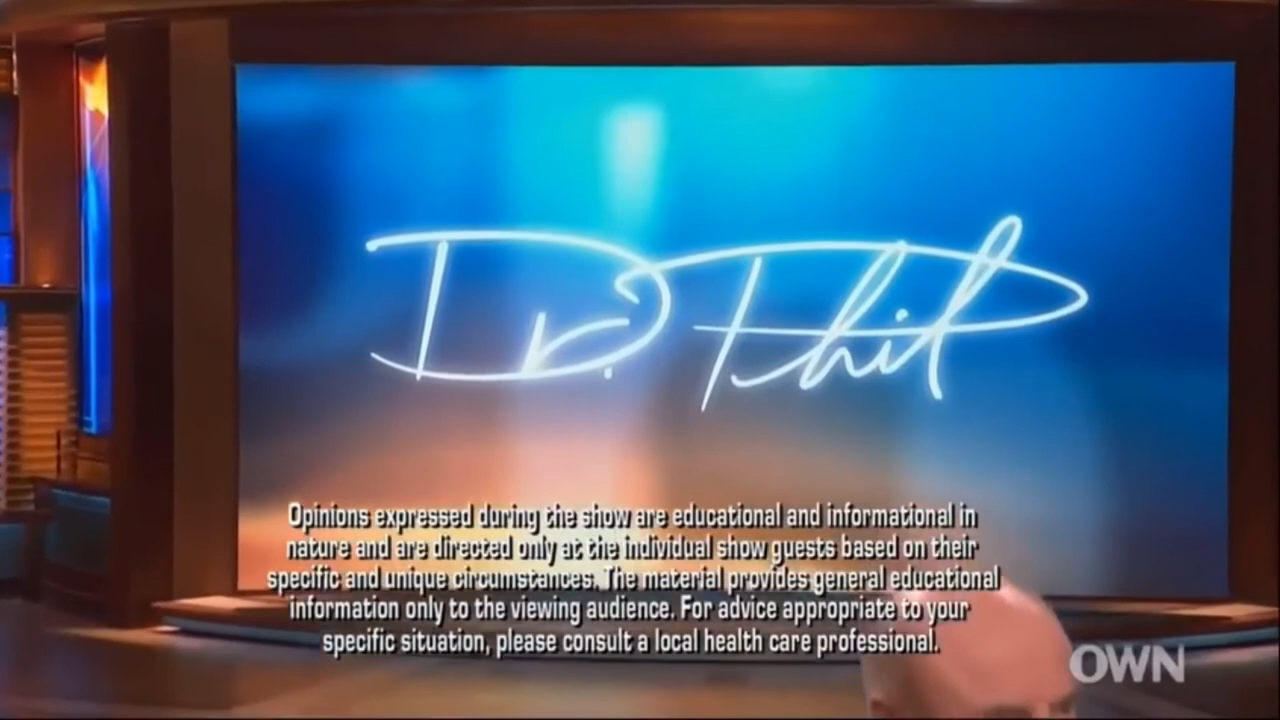 Dr. Phil
Opinions expressed during the show are educational and informational in
nature and are directed only at the individual show guests based on their
specific and unique circumstances. The material provides general educational
information only to the viewing audience. For advice appropriate to your
specific situation, please consult a local health care professional.
OWN